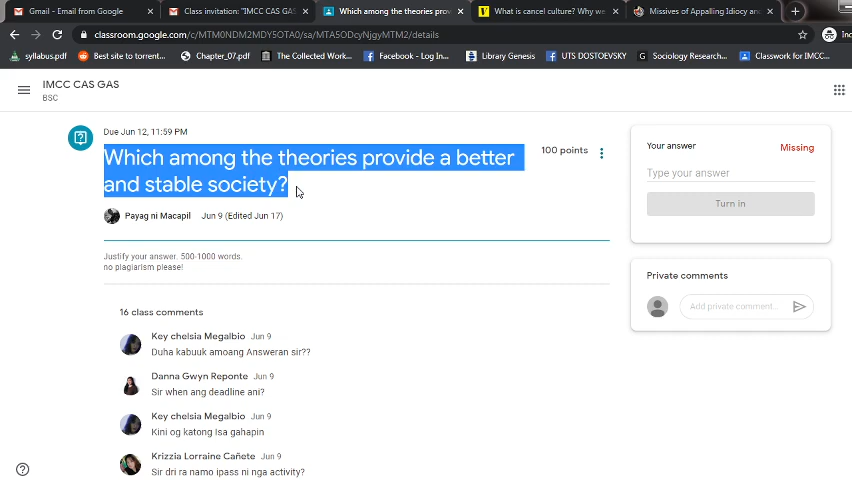 Gmail - Email from Google
Class invitation: "IMCC CAS GAS
Which among the theories prov
What is cancel culture? Why we
Missives of Appalling Idiocy and
classroom.google.com/c/MTM0NDM2MDY5OTA0/sa/MTA5ODcyNjgyMTM2/details
Inc
syllabus.pdf
Best site to torrent...
Chapter_07.pdf
The Collected Work...
Facebook - Log In...
Library Genesis
UTS DOSTOEVSKY
Sociology Research...
Classwork for IMCC...
IMCC CAS GAS
BSC
Due Jun 12, 11:59 PM
Which among the theories provide a better
and stable society?
100 points
Payag ni Macapil Jun 9 (Edited Jun 17)
Justify your answer. 500-1000 words.
no plagiarism please!
16 class comments
Key chelsia Megalbio Jun 9
Duha kabuuk amoang Answeran sir??
Danna Gwyn Reponte Jun 9
Sir when ang deadline ani?
Key chelsia Megalbio Jun 9
Kini og katong Isa gahapin
Krizzia Lorraine Cañete Jun 9
Sir dri ra namo ipass ni nga activity?
Your answer
Missing
Type your answer
Turn in
Private comments
Add private comment...